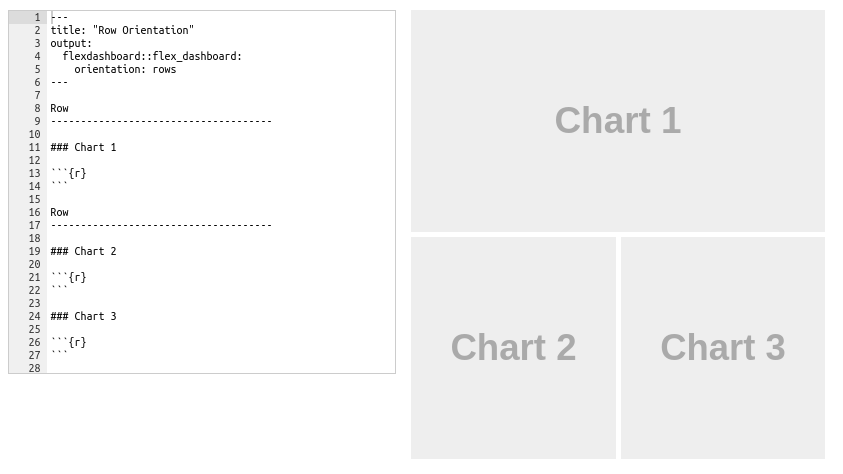 1 ---
2 title: "Row Orientation"
3 output:
4   flexdashboard::flex_dashboard:
5     orientation: rows
6 ---
7
8 Row
9 -------------------------------------
10
11 ### Chart 1
12
13 ```{r}
14 ```
15
16 Row
17 -------------------------------------
18
19 ### Chart 2
20
21 ```{r}
22 ```
23
24 ### Chart 3
25
26 ```{r}
27 ```
28
Chart 1
Chart 2
Chart 3